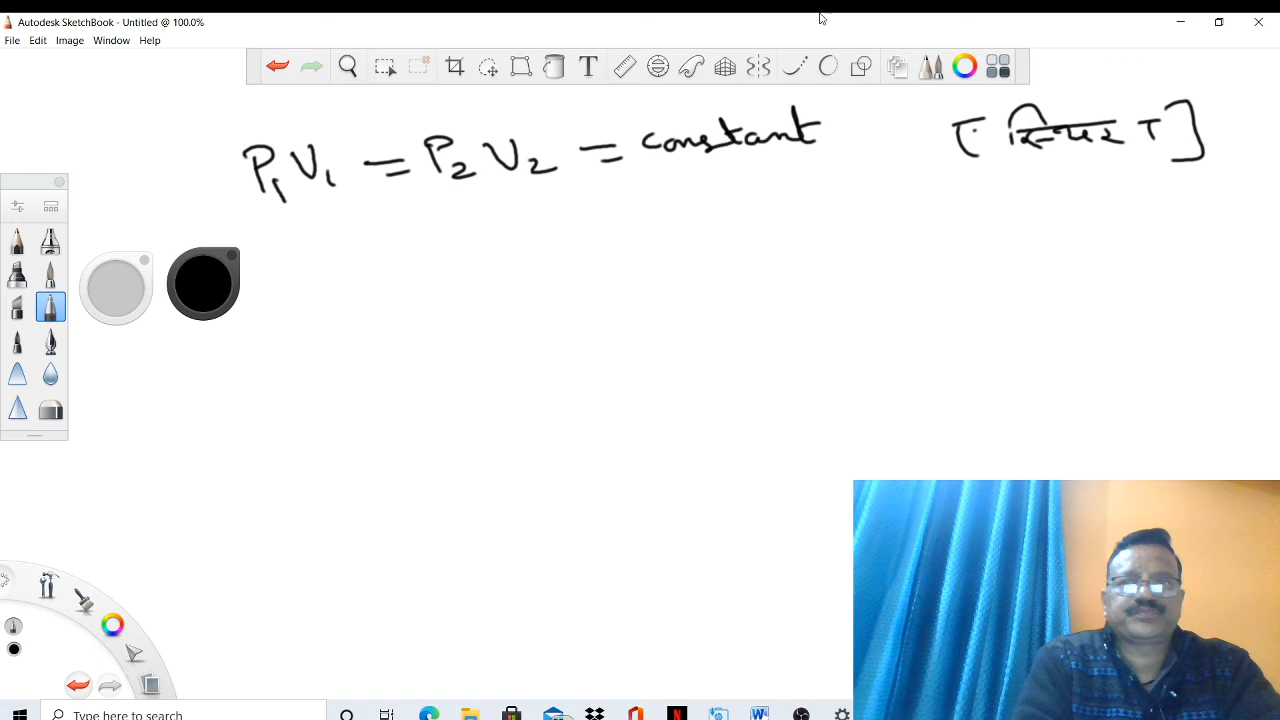 Autodesk SketchBook - Untitled @ 100.0%
File Edit Image Window Help
P₁V₁ = P₂V₂ = constant [स्थिर T]
Type here to search